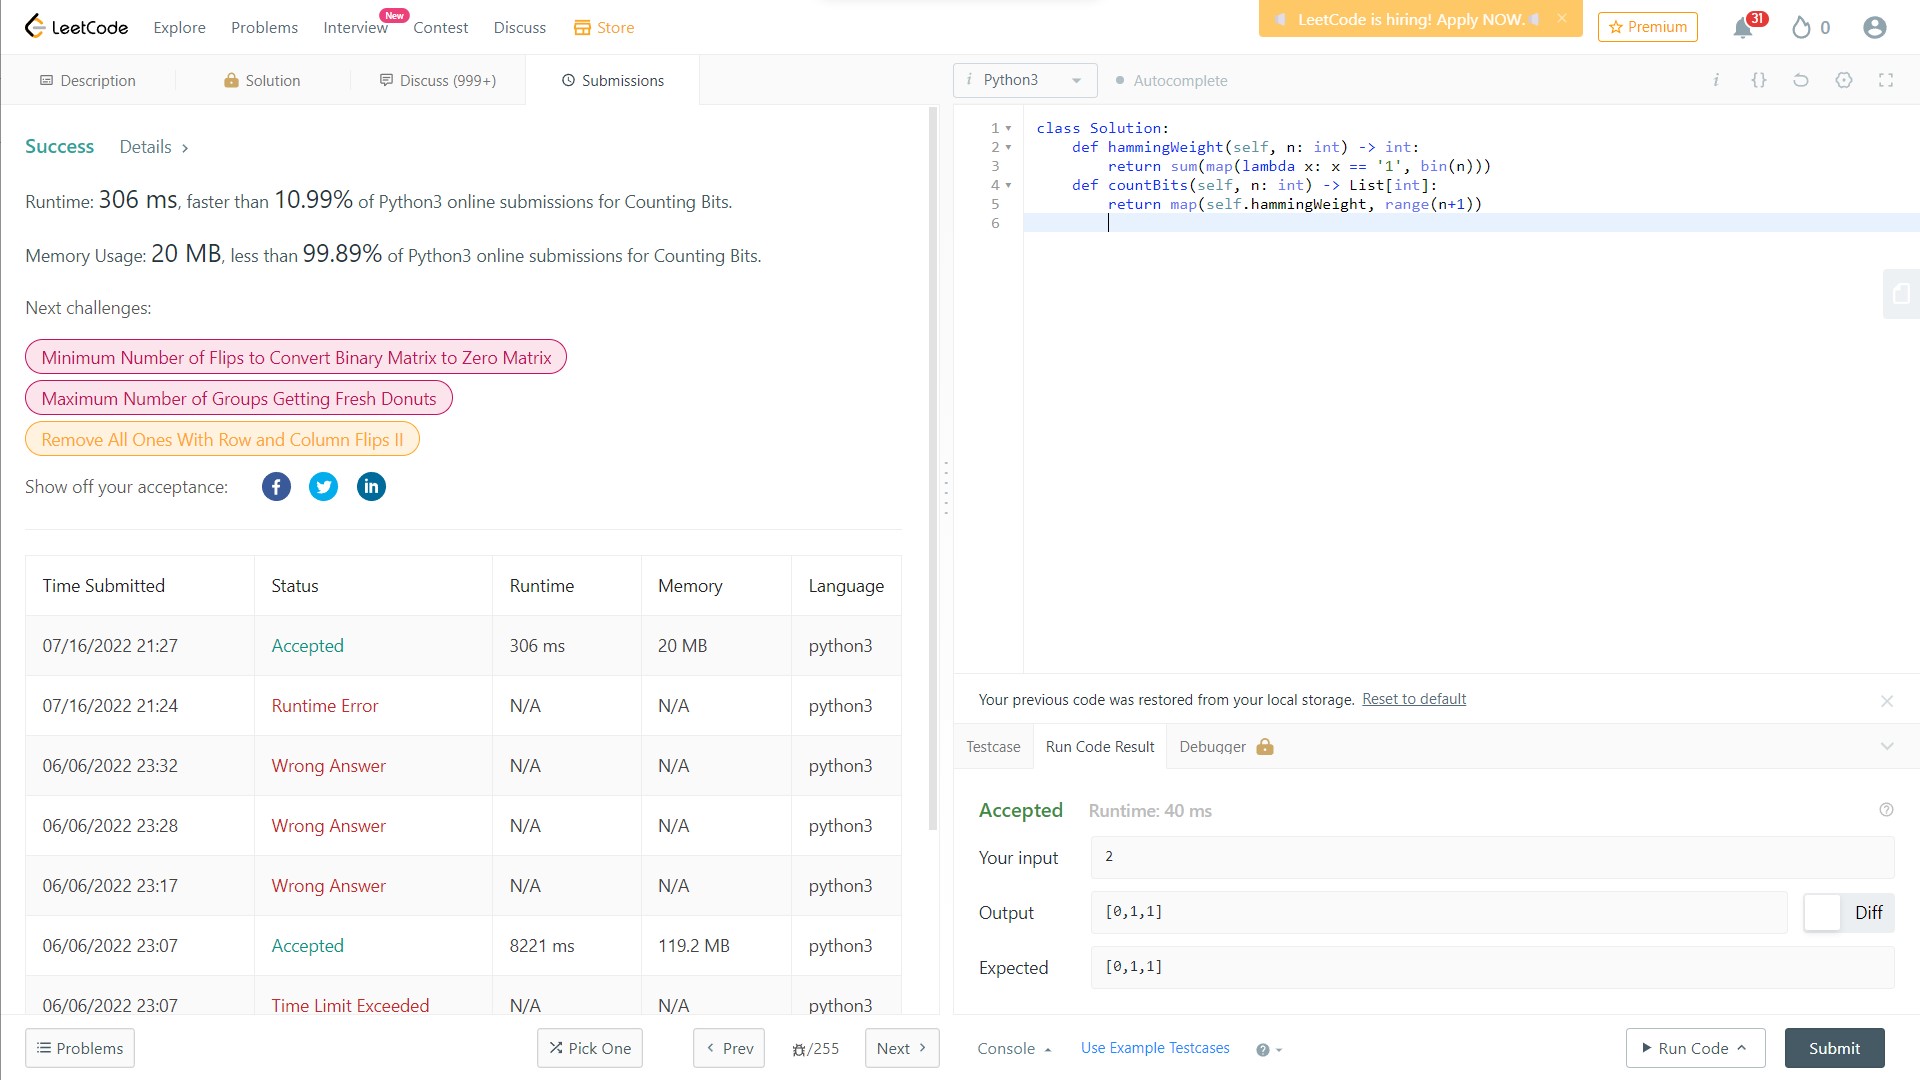 LeetCode
Explore
Problems
Interview
New
Contest
Discuss
Store
LeetCode is hiring! Apply NOW.
Premium
31
0
Description
Solution
Discuss (999+)
Submissions
i Python3
Autocomplete
i {}
Success Details >
Runtime: 306 ms, faster than 10.99% of Python3 online submissions for Counting Bits.
Memory Usage: 20 MB, less than 99.89% of Python3 online submissions for Counting Bits.
Next challenges:
Minimum Number of Flips to Convert Binary Matrix to Zero Matrix
Maximum Number of Groups Getting Fresh Donuts
Remove All Ones With Row and Column Flips II
Show off your acceptance:
Time Submitted Status Runtime Memory Language
07/16/2022 21:27 Accepted 306 ms 20 MB python3
07/16/2022 21:24 Runtime Error N/A N/A python3
06/06/2022 23:32 Wrong Answer N/A N/A python3
06/06/2022 23:28 Wrong Answer N/A N/A python3
06/06/2022 23:17 Wrong Answer N/A N/A python3
06/06/2022 23:07 Accepted 8221 ms 119.2 MB python3
06/06/2022 23:07 Time Limit Exceeded N/A N/A python3
Problems
Pick One
< Prev
/255
Next >
1 class Solution:
2     def hammingWeight(self, n: int) -> int:
3         return sum(map(lambda x: x == '1', bin(n)))
4     def countBits(self, n: int) -> List[int]:
5         return map(self.hammingWeight, range(n+1))
6
Your previous code was restored from your local storage. Reset to default
Testcase
Run Code Result
Debugger
Accepted Runtime: 40 ms
Your input 2
Output [0,1,1] Diff
Expected [0,1,1]
Console
Use Example Testcases
Run Code
Submit